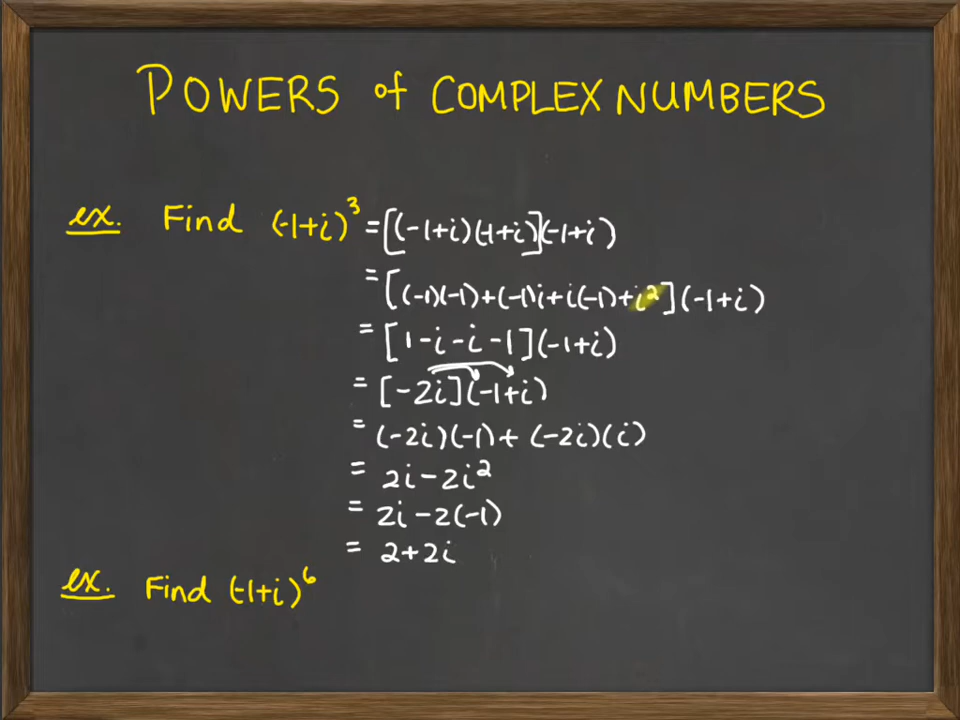 POWERS of COMPLEX NUMBERS
ex. Find (-1+i)³ = [(-1+i)(-1+i)](-1+i)
= [(-1)(-1)+(-1)i+i(-1)+i²](-1+i)
= [1-i-i-1](-1+i)
= [-2i](-1+i)
= (-2i)(-1)+(-2i)(i)
= 2i-2i²
= 2i-2(-1)
= 2+2i
ex. Find (-1+i)⁶